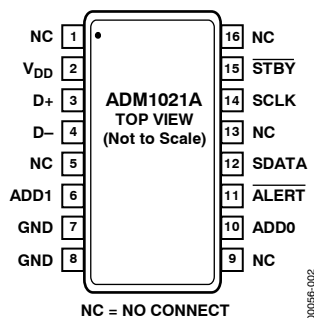 NC 1 16 NC
VDD 2 15 STBY
D+ 3 ADM1021A 14 SCLK
TOP VIEW
D– 4 (Not to Scale) 13 NC
NC 5 12 SDATA
ADD1 6 11 ALERT
GND 7 10 ADD0
GND 8 9 NC
NC = NO CONNECT
00056-002